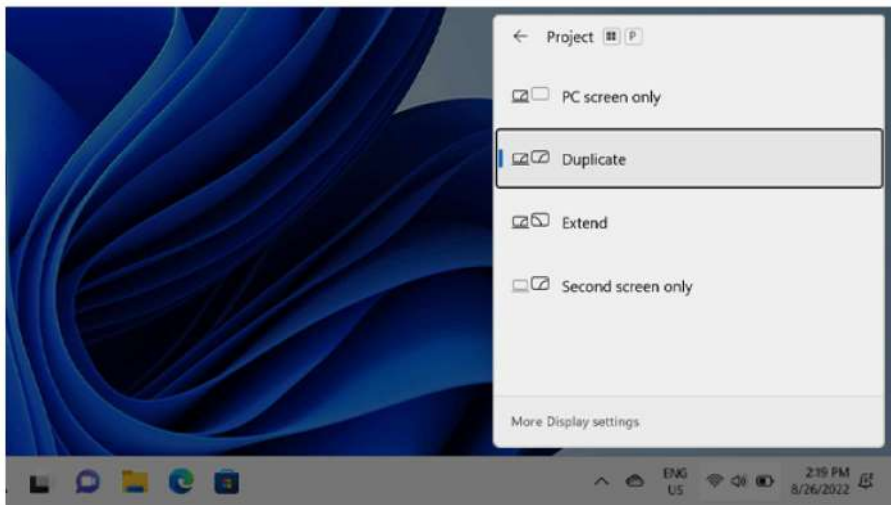 Project P
PC screen only
Duplicate
Extend
Second screen only
More Display settings
ENG
US
2:19 PM
8/26/2022